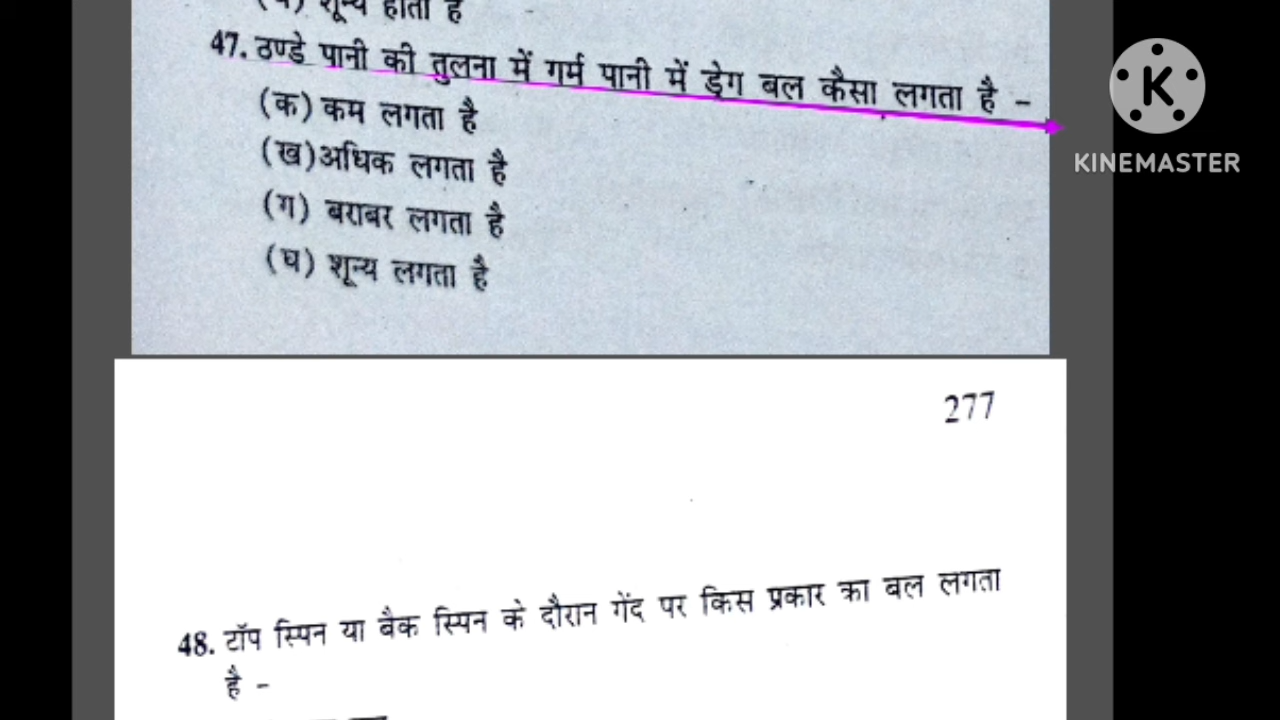 शून्य होता है
47. ठण्डे पानी की तुलना में गर्म पानी में ड्रेग बल कैसा लगता है -
(क) कम लगता है
(ख) अधिक लगता है
(ग) बराबर लगता है
(घ) शून्य लगता है
K
KINEMASTER
277
48. टॉप स्पिन या बैक स्पिन के दौरान गेंद पर किस प्रकार का बल लगता
है -